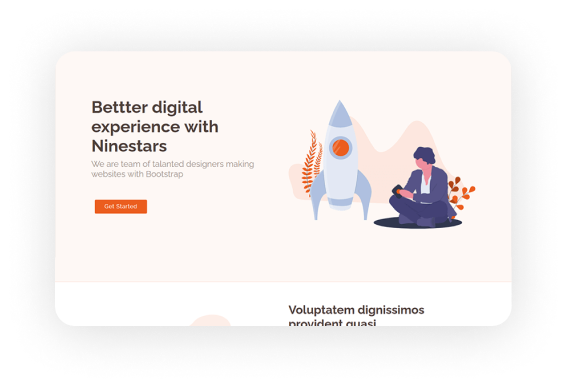 Bettter digital
experience with
Ninestars
We are team of talanted designers making
websites with Bootstrap
Get Started
Voluptatem dignissimos
provident quasi